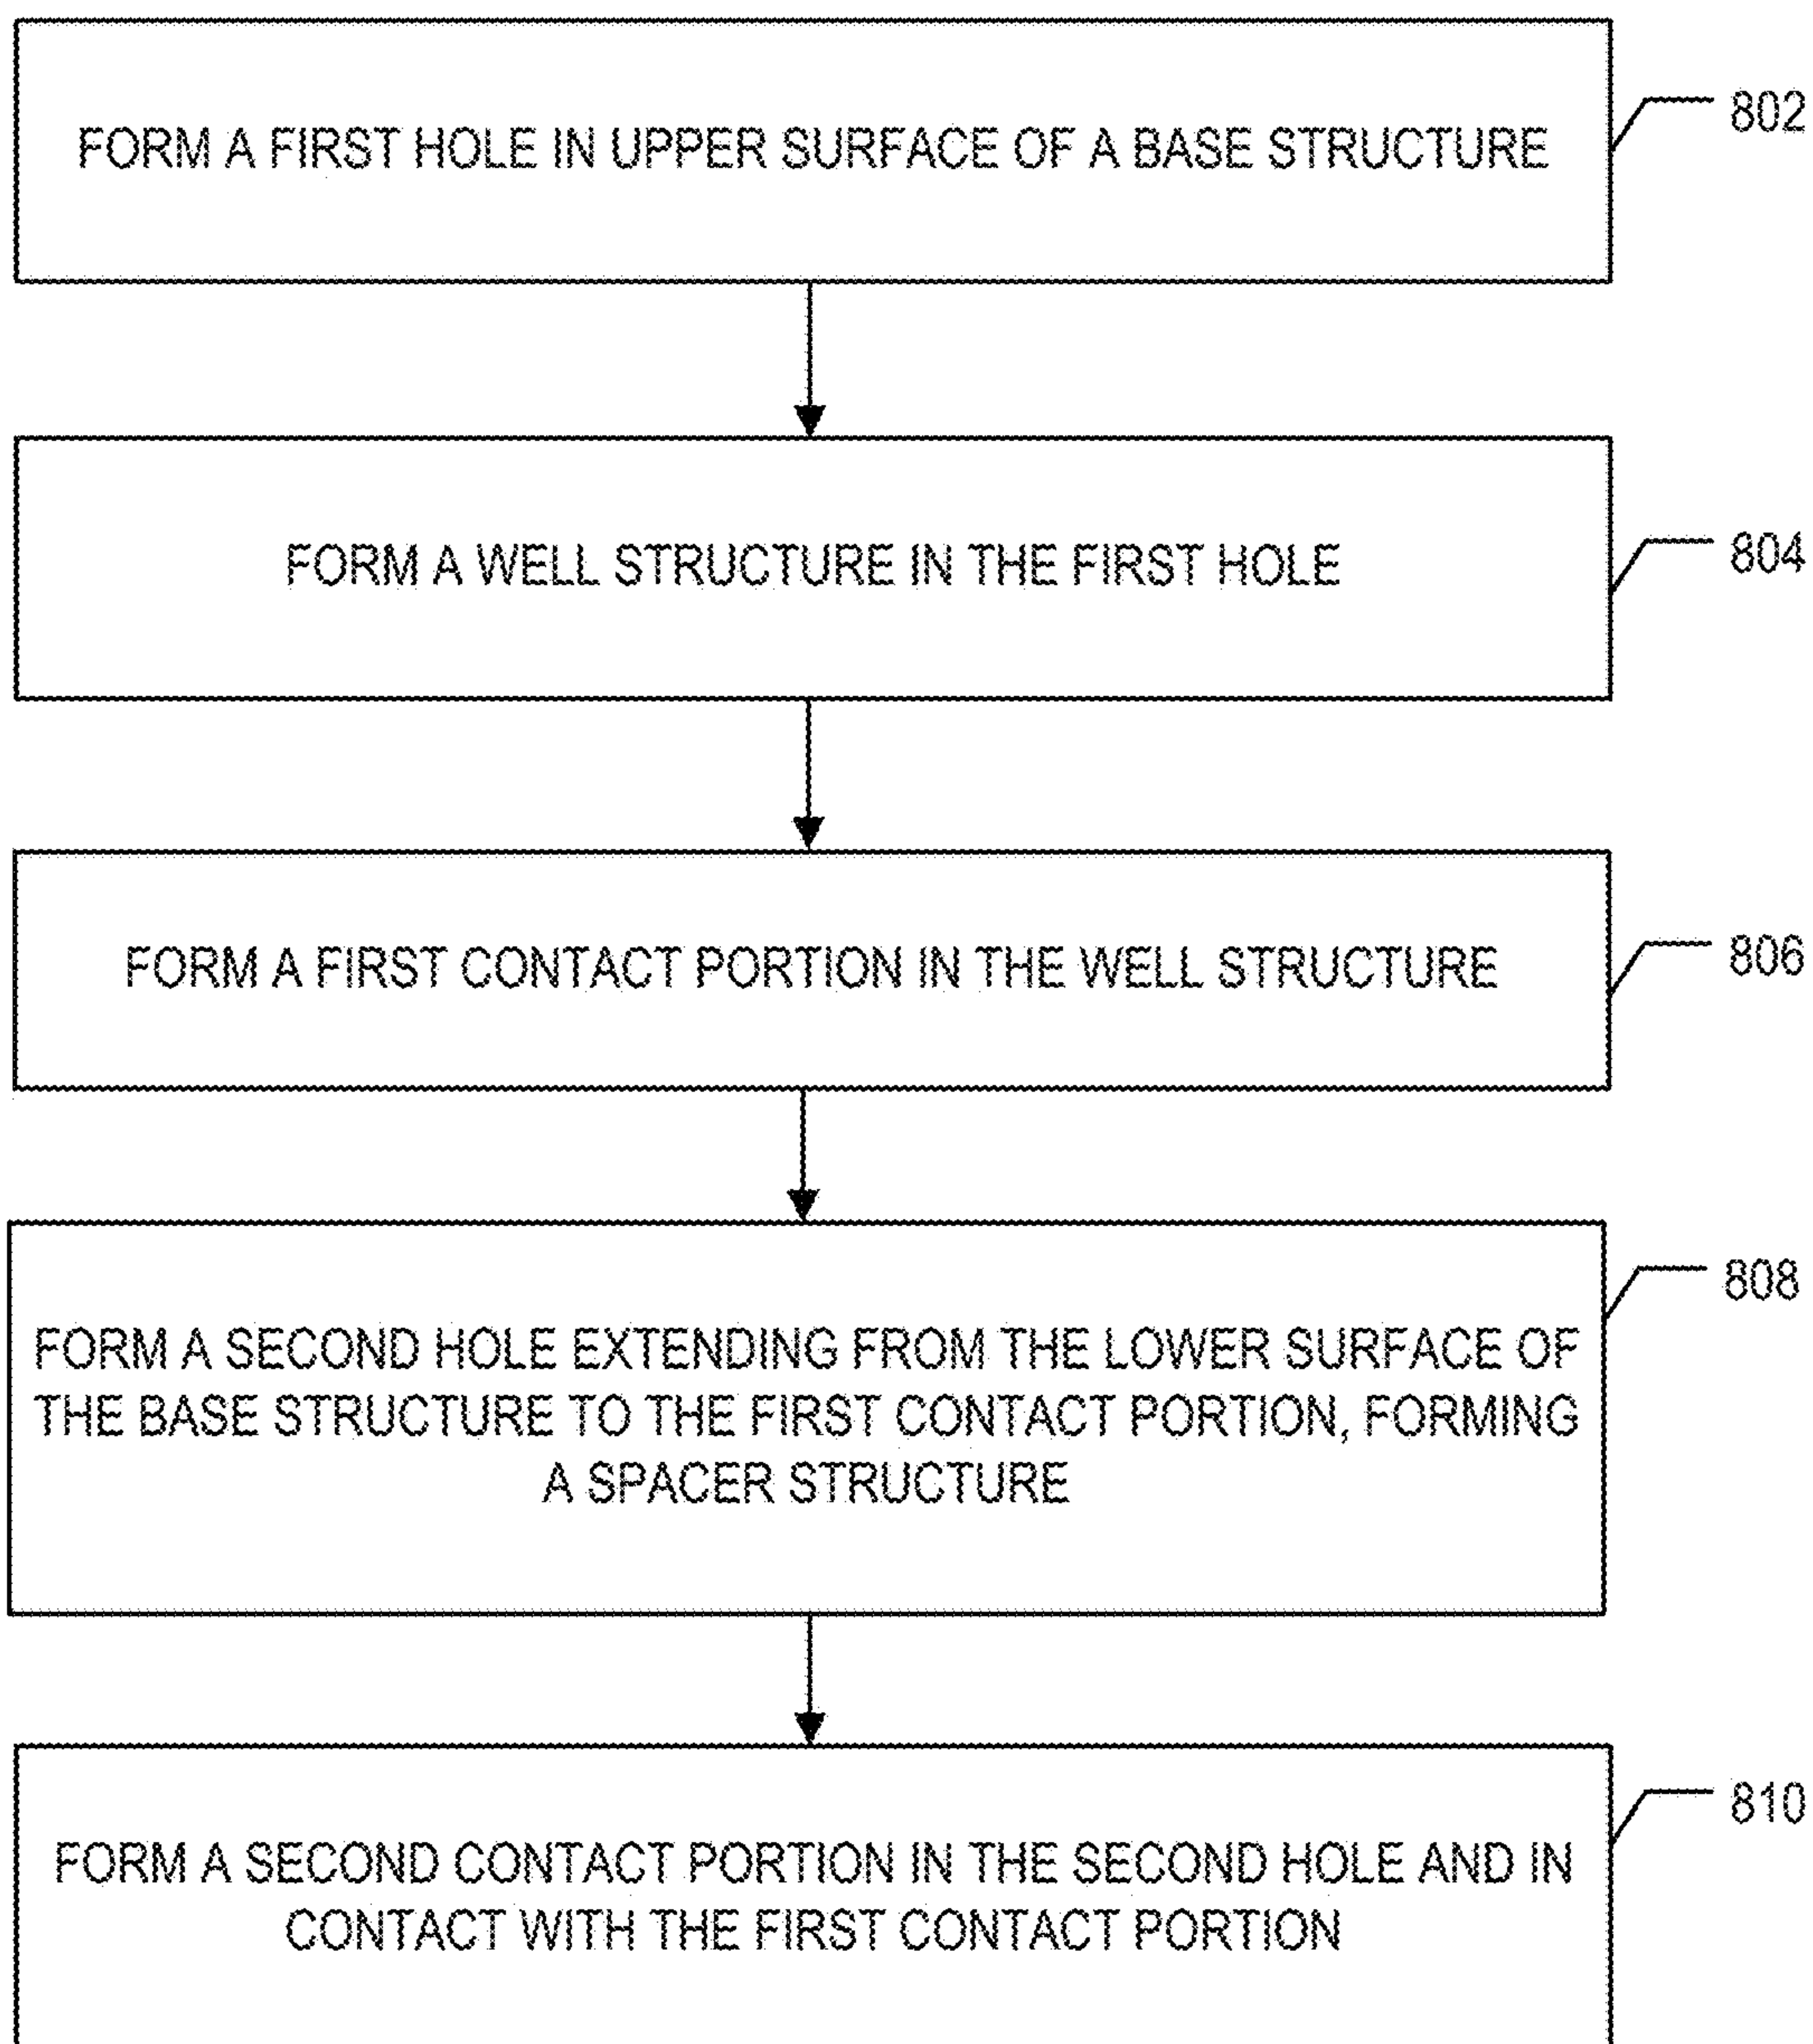 FORM A FIRST HOLE IN UPPER SURFACE OF A BASE STRUCTURE
802
FORM A WELL STRUCTURE IN THE FIRST HOLE
804
FORM A FIRST CONTACT PORTION IN THE WELL STRUCTURE
806
FORM A SECOND HOLE EXTENDING FROM THE LOWER SURFACE OF
THE BASE STRUCTURE TO THE FIRST CONTACT PORTION, FORMING
A SPACER STRUCTURE
808
FORM A SECOND CONTACT PORTION IN THE SECOND HOLE AND IN
CONTACT WITH THE FIRST CONTACT PORTION
810